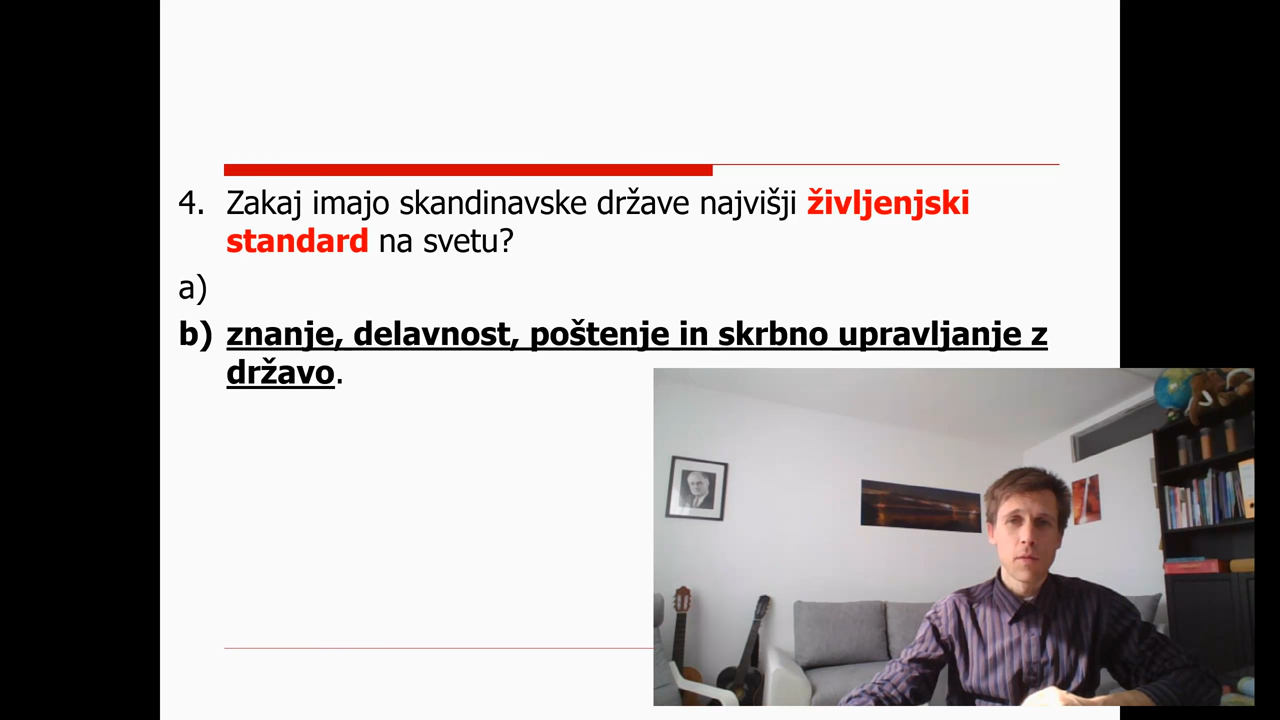 4. Zakaj imajo skandinavske države najvišji življenjski
standard na svetu?
a)
b) znanje, delavnost, poštenje in skrbno upravljanje z
državo.